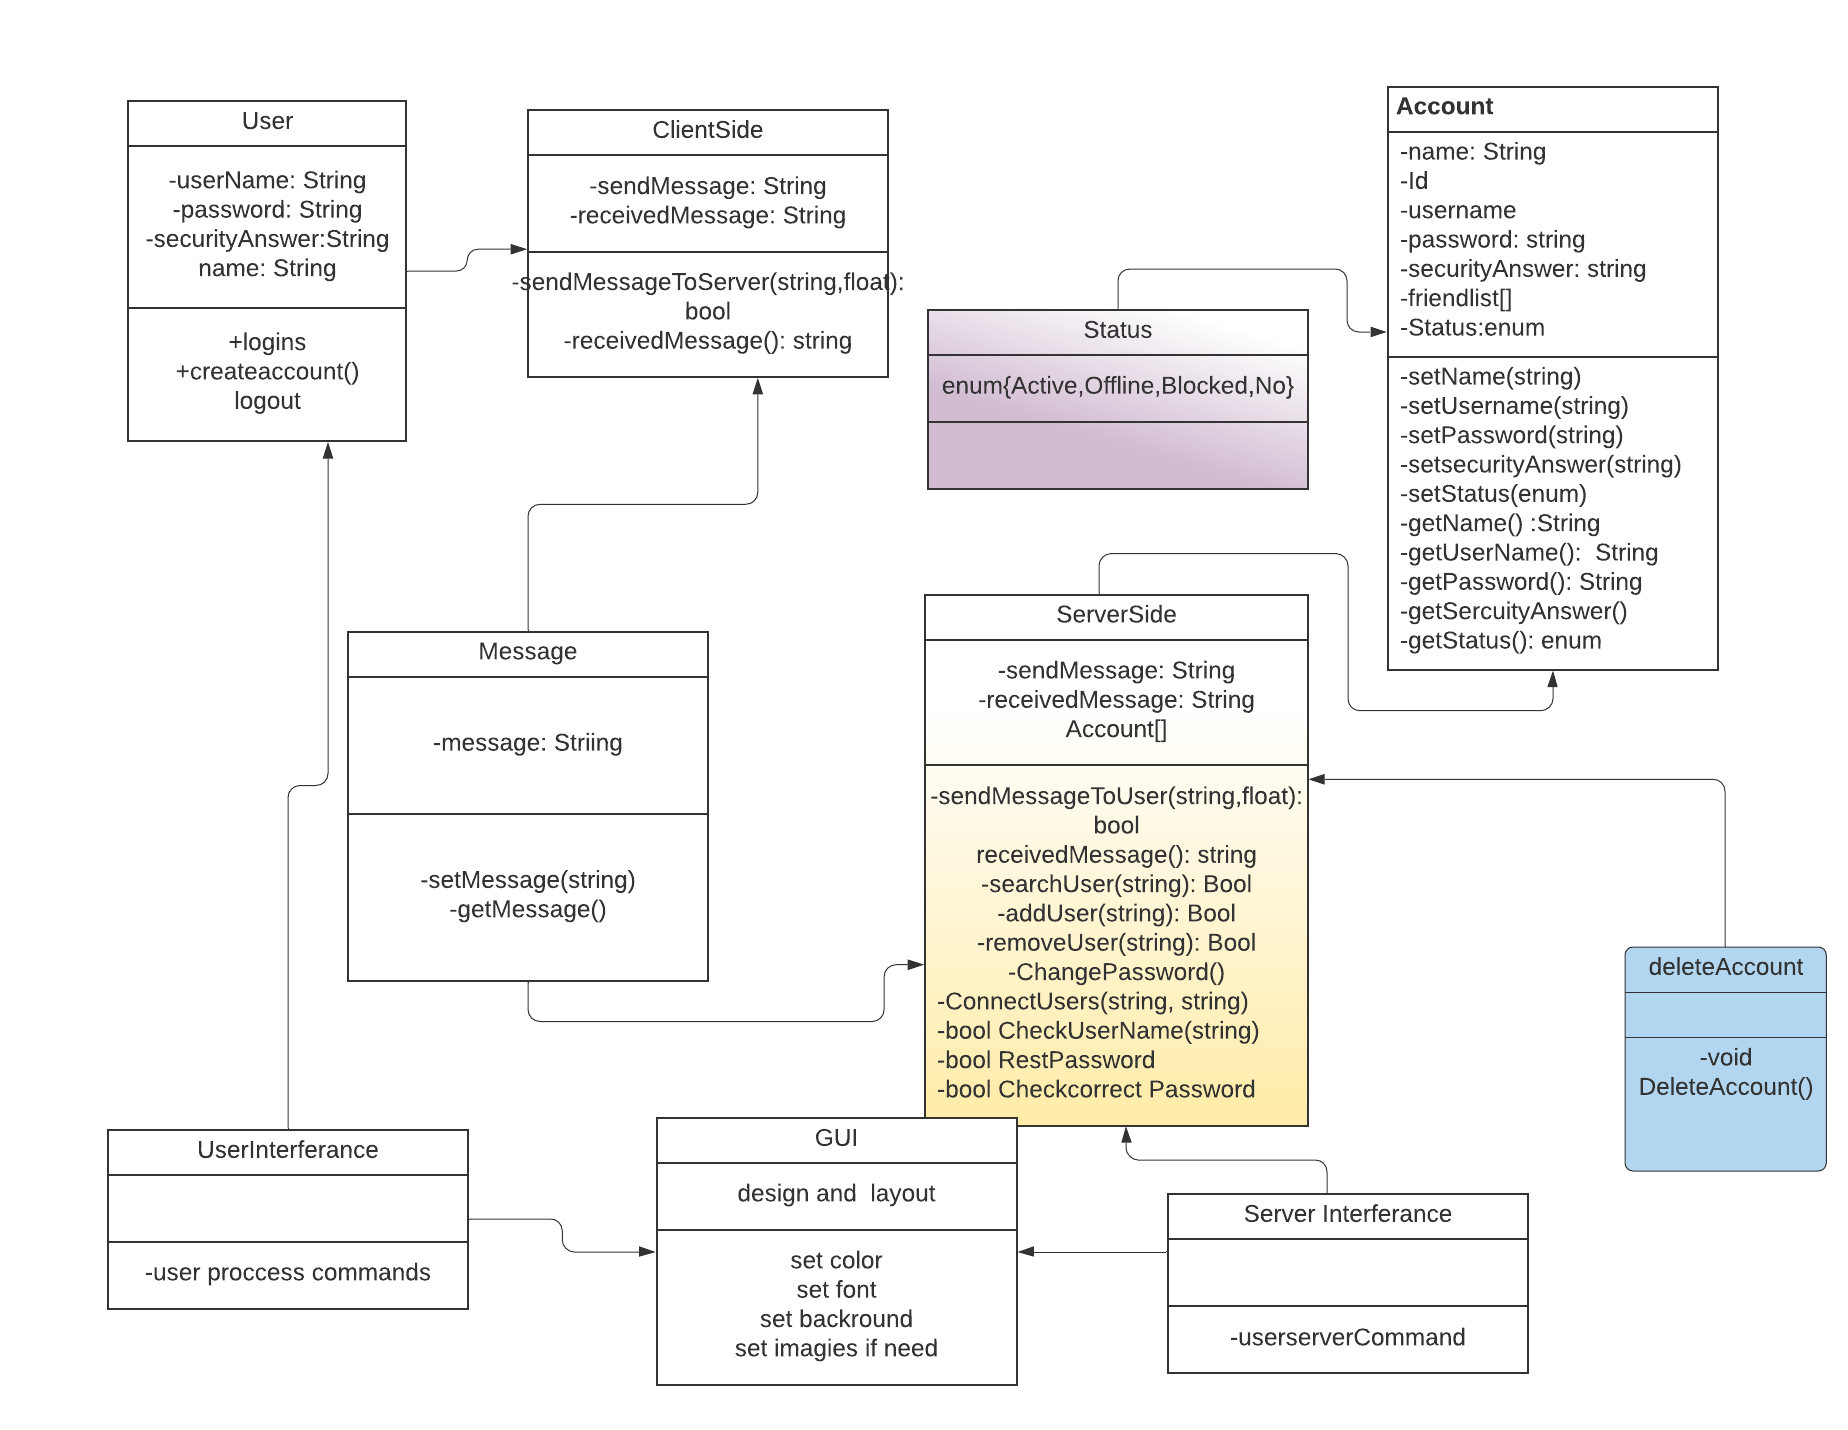 User
-userName: String
-password: String
-securityAnswer:String
name: String
+logins
+createaccount()
logout
ClientSide
-sendMessage: String
-receivedMessage: String
-sendMessageToServer(string,float):
bool
-receivedMessage(): string
Status
enum{Active,Offline,Blocked,No}
Account
-name: String
-Id
-username
-password: string
-securityAnswer: string
-friendlist[]
-Status:enum
-setName(string)
-setUsername(string)
-setPassword(string)
-setsecurityAnswer(string)
-setStatus(enum)
-getName() :String
-getUserName():  String
-getPassword(): String
-getSercuityAnswer()
-getStatus(): enum
Message
-message: Striing
-setMessage(string)
-getMessage()
ServerSide
-sendMessage: String
-receivedMessage: String
Account[]
-sendMessageToUser(string,float):
bool
receivedMessage(): string
-searchUser(string): Bool
-addUser(string): Bool
-removeUser(string): Bool
-ChangePassword()
-ConnectUsers(string, string)
-bool CheckUserName(string)
-bool RestPassword
-bool Checkcorrect Password
deleteAccount
-void
DeleteAccount()
UserInterferance
-user proccess commands
GUI
design and  layout
set color
set font
set backround
set imagies if need
Server Interferance
-userserverCommand